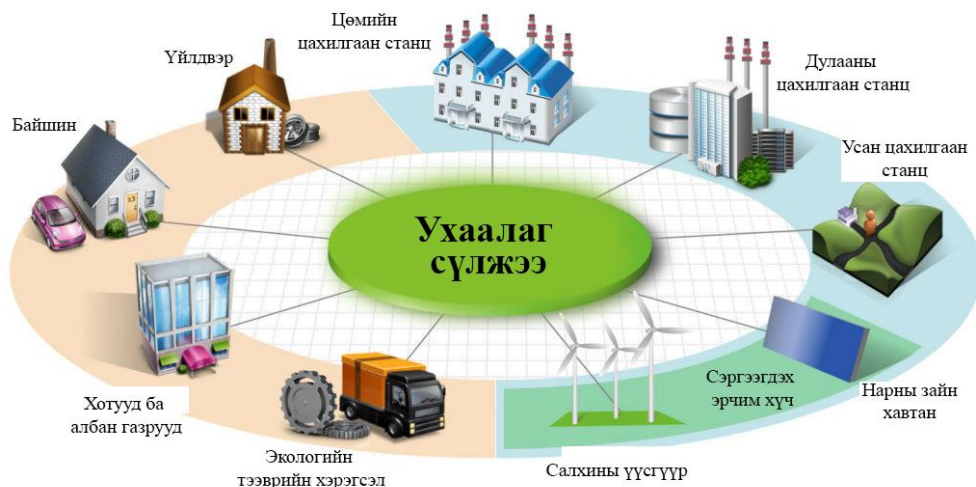 Цөмийн
цахилгаан станц
Үйлдвэр
Дулааны
цахилгаан станц
Байшин
Усан цахилгаан
станц
Ухаалаг
сүлжээ
Сэргээгдэх
эрчим хүч
Нарны зайн
хавтан
Хотууд ба
албан газрууд
Экологийн
тээврийн хэрэгсэл
Салхины үүсгүүр